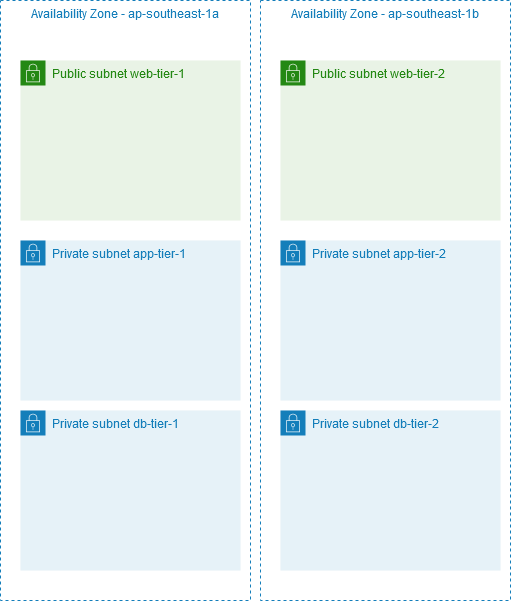 Availability Zone - ap-southeast-1a
Availability Zone - ap-southeast-1b
Public subnet web-tier-1
Public subnet web-tier-2
Private subnet app-tier-1
Private subnet app-tier-2
Private subnet db-tier-1
Private subnet db-tier-2